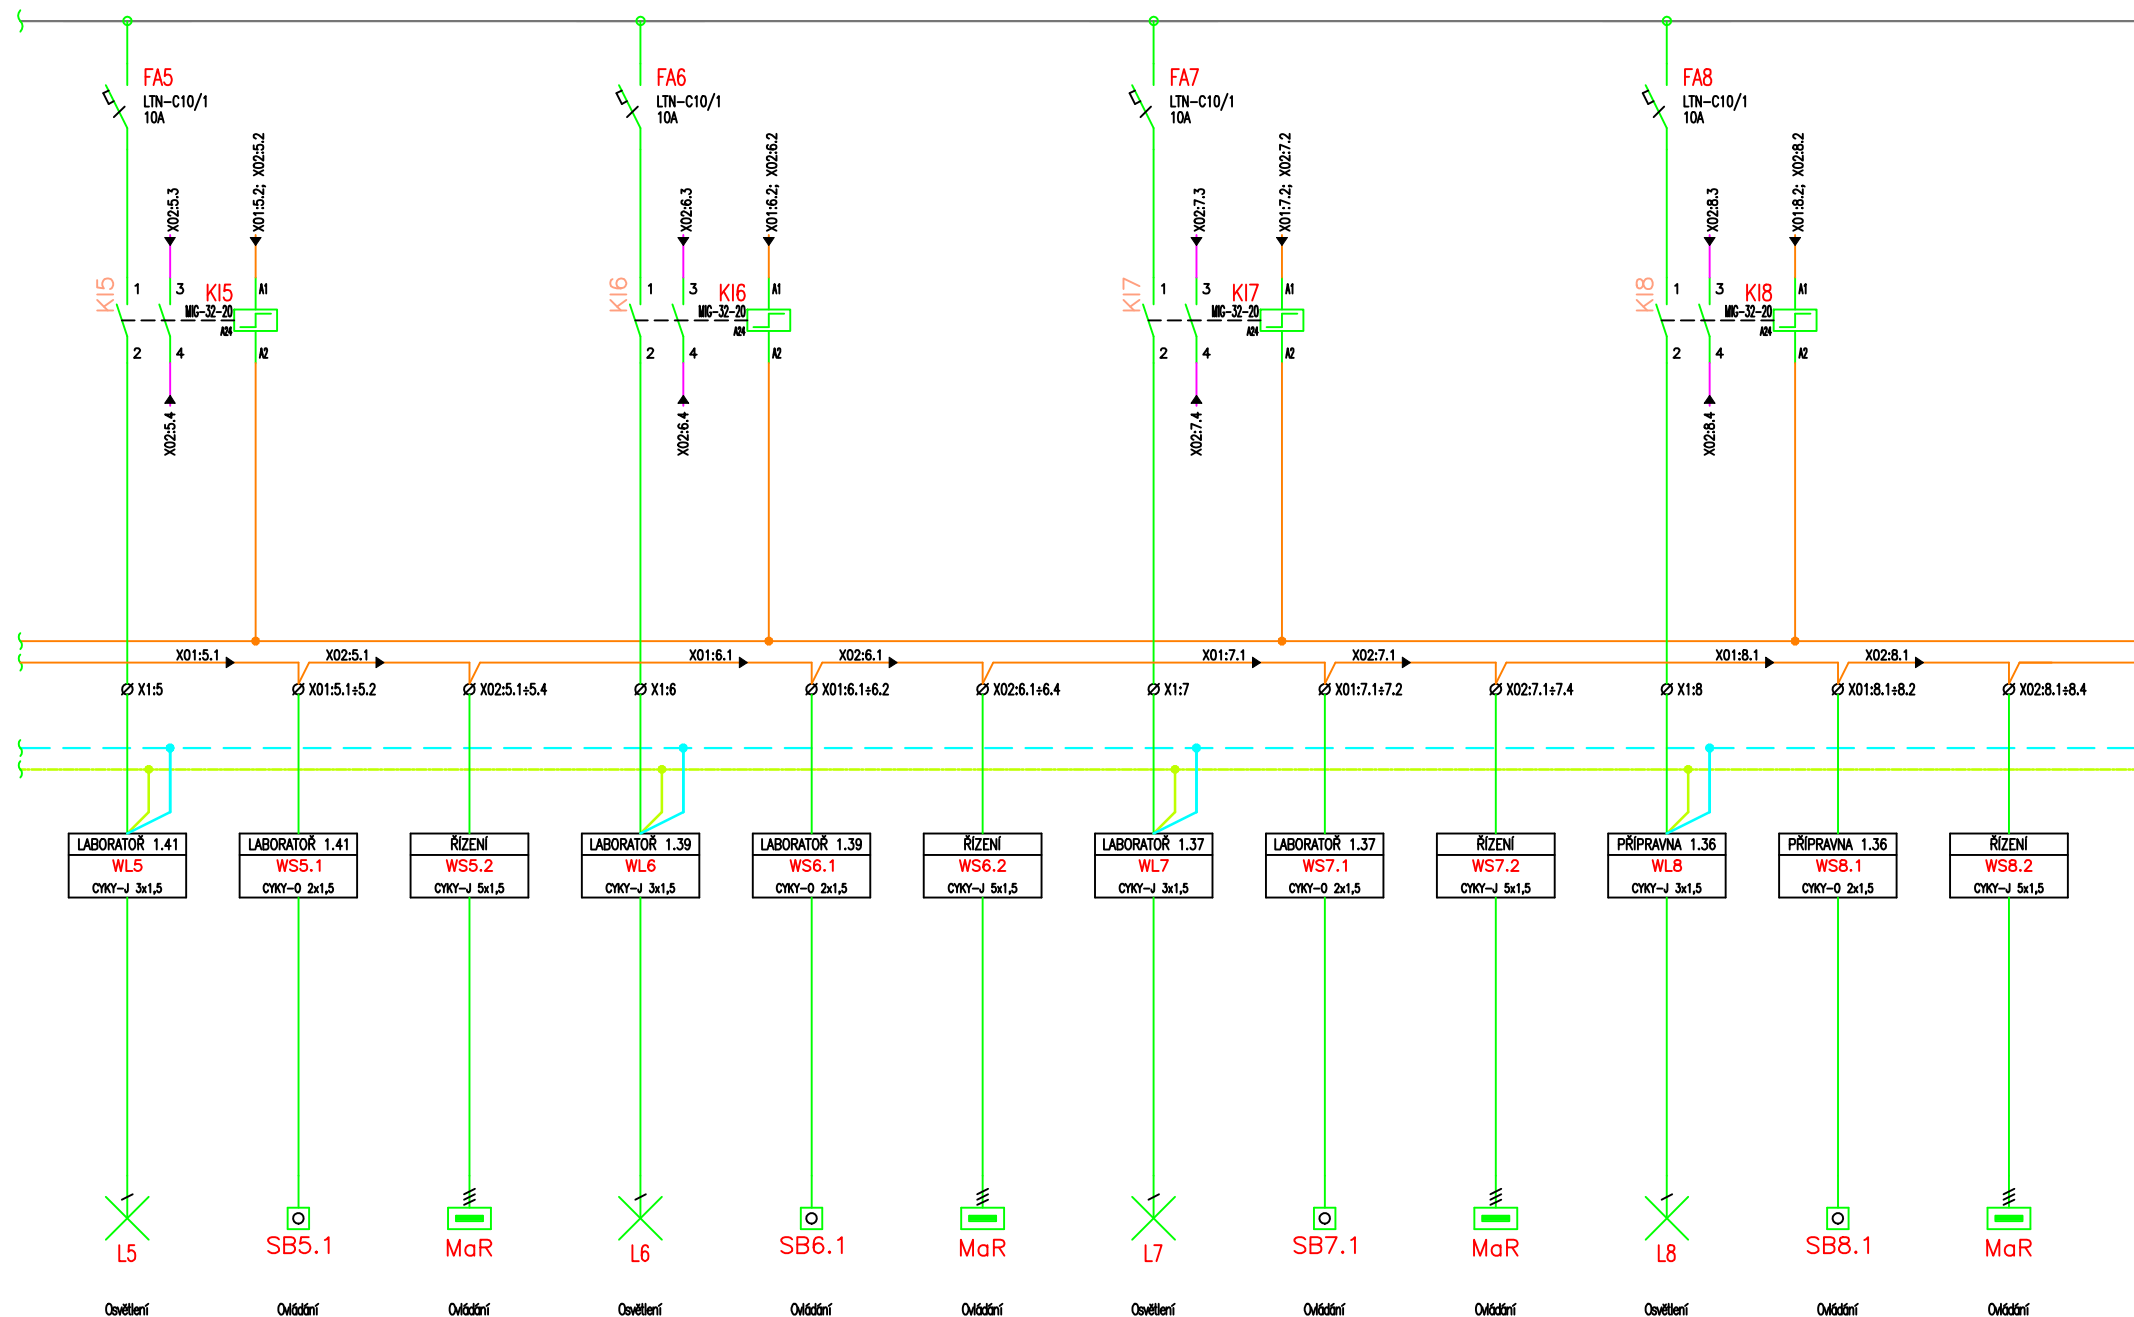 FA5
LTN-C10/1
10A
FA6
LTN-C10/1
10A
FA7
LTN-C10/1
10A
FA8
LTN-C10/1
10A
X02:5.3
X01:5.2; X02:5.2
X02:6.3
X01:6.2; X02:6.2
X02:7.3
X01:7.2; X02:7.2
X02:8.3
X01:8.2; X02:8.2
KI5
1
3
KI5
A1
MIG-32-20
A24
2
4
A2
KI6
1
3
KI6
A1
MIG-32-20
A24
2
4
A2
KI7
1
3
KI7
A1
MIG-32-20
A24
2
4
A2
KI8
1
3
KI8
A1
MIG-32-20
A24
2
4
A2
X02:5.4
X02:6.4
X02:7.4
X02:8.4
X01:5.1 X02:5.1 X01:6.1 X02:6.1 X01:7.1 X02:7.1 X01:8.1 X02:8.1
X1:5 X01:5.1÷5.2 X02:5.1÷5.4 X1:6 X01:6.1÷6.2 X02:6.1÷6.4 X1:7 X01:7.1÷7.2 X02:7.1÷7.4 X1:8 X01:8.1÷8.2 X02:8.1÷8.4
LABORATOŘ 1.41
WL5
CYKY-J 3x1,5
LABORATOŘ 1.41
WS5.1
CYKY-O 2x1,5
ŘÍZENÍ
WS5.2
CYKY-J 5x1,5
LABORATOŘ 1.39
WL6
CYKY-J 3x1,5
LABORATOŘ 1.39
WS6.1
CYKY-O 2x1,5
ŘÍZENÍ
WS6.2
CYKY-J 5x1,5
LABORATOŘ 1.37
WL7
CYKY-J 3x1,5
LABORATOŘ 1.37
WS7.1
CYKY-O 2x1,5
ŘÍZENÍ
WS7.2
CYKY-J 5x1,5
PŘÍPRAVNA 1.36
WL8
CYKY-J 3x1,5
PŘÍPRAVNA 1.36
WS8.1
CYKY-O 2x1,5
ŘÍZENÍ
WS8.2
CYKY-J 5x1,5
L5 SB5.1 MaR L6 SB6.1 MaR L7 SB7.1 MaR L8 SB8.1 MaR
Osvětlení Ovládání Ovládání Osvětlení Ovládání Ovládání Osvětlení Ovládání Ovládání Osvětlení Ovládání Ovládání